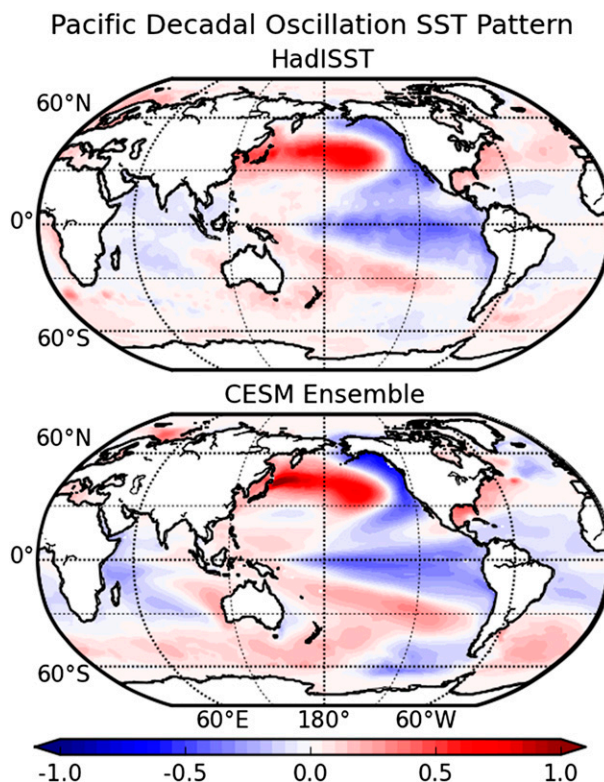 Pacific Decadal Oscillation SST Pattern
HadISST
60°N
0°
60°S
CESM Ensemble
60°N
0°
60°S
60°E 180° 60°W
-1.0 -0.5 0.0 0.5 1.0